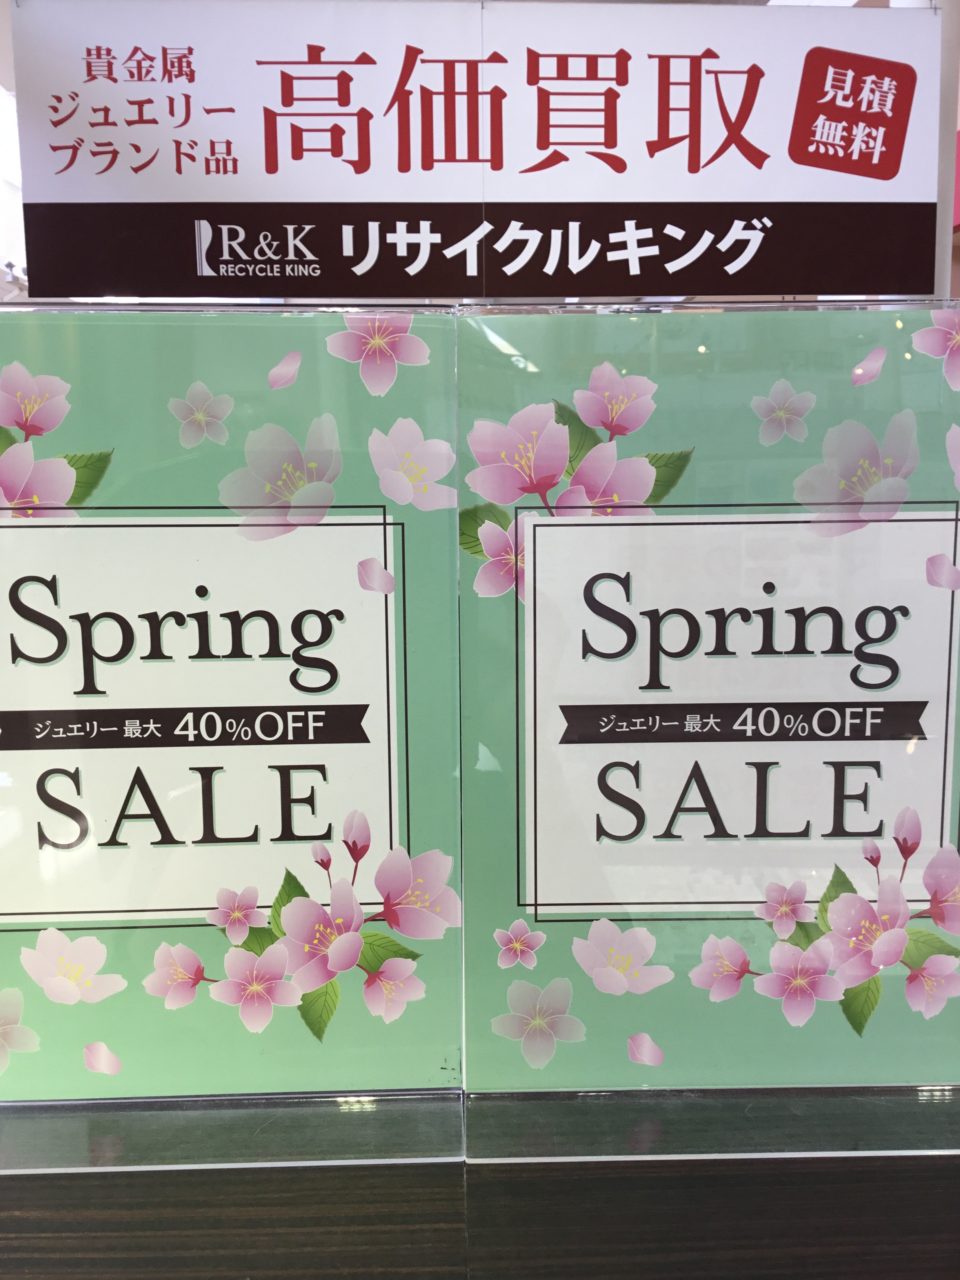 貴金属
ジュエリー
ブランド品
高価買取
見積
無料
R&K
RECYCLE KING
リサイクルキング
Spring
ジュエリー 最大 40%OFF
SALE
Spring
ジュエリー 最大 40%OFF
SALE